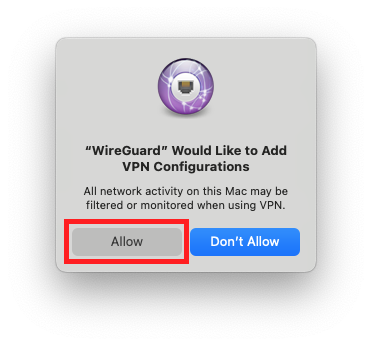 “WireGuard” Would Like to Add
VPN Configurations
All network activity on this Mac may be
filtered or monitored when using VPN.
Allow
Don’t Allow